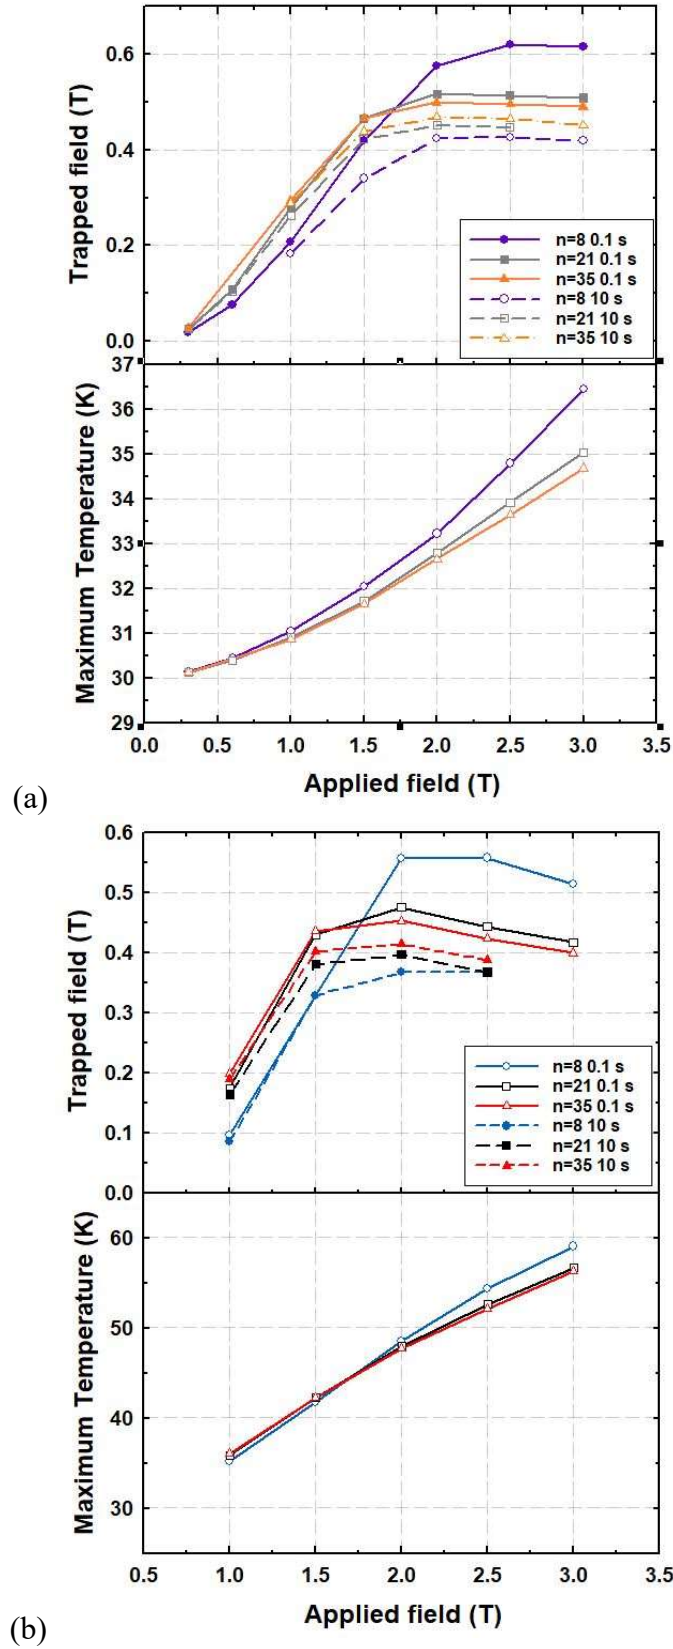 0.6
0.4
0.2
0.0
Trapped field (T)
n=8 0.1 s
n=21 0.1 s
n=35 0.1 s
n=8 10 s
n=21 10 s
n=35 10 s
37
36
35
34
33
32
31
30
29
Maximum Temperature (K)
0.0 0.5 1.0 1.5 2.0 2.5 3.0 3.5
Applied field (T)
(a)
0.6
0.5
0.4
0.3
0.2
0.1
0.0
Trapped field (T)
n=8 0.1 s
n=21 0.1 s
n=35 0.1 s
n=8 10 s
n=21 10 s
n=35 10 s
60
50
40
30
Maximum Temperature (K)
0.5 1.0 1.5 2.0 2.5 3.0 3.5
Applied field (T)
(b)